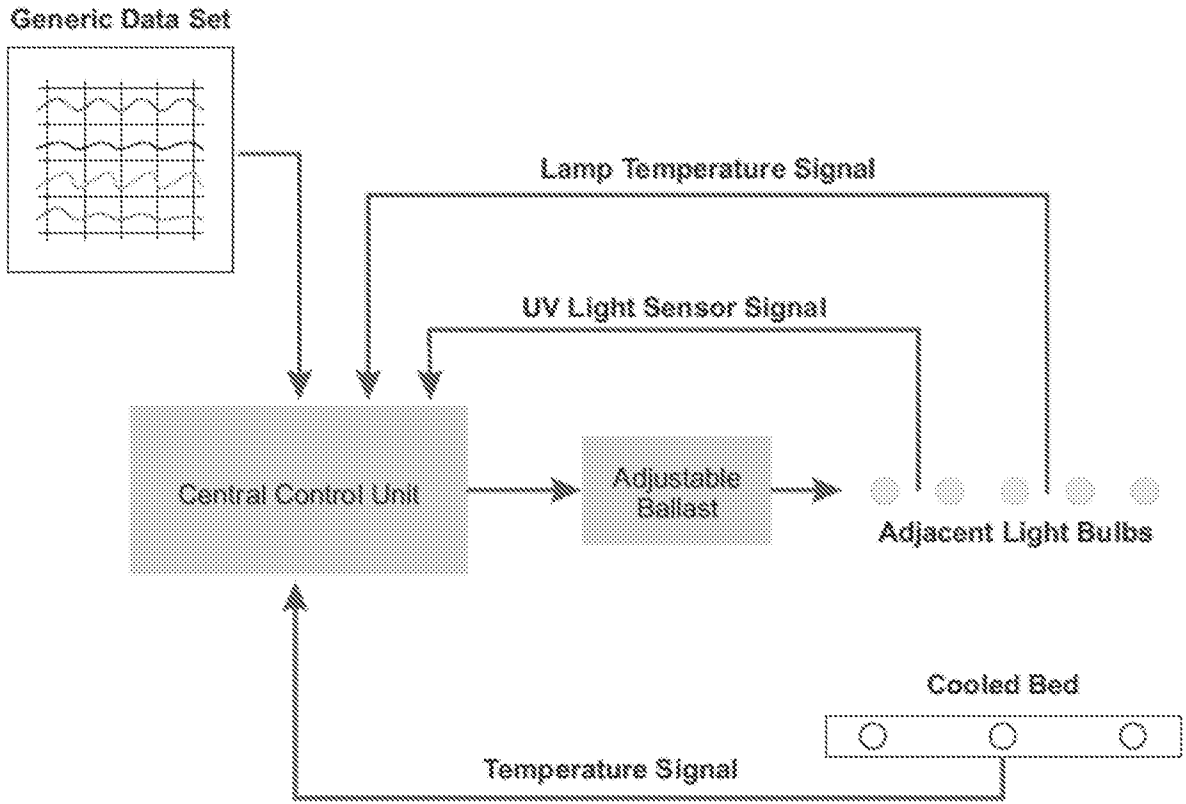 Generic Data Set
Lamp Temperature Signal
UV Light Sensor Signal
Central Control Unit
Adjustable
Ballast
Adjacent Light Bulbs
Cooled Bed
Temperature Signal